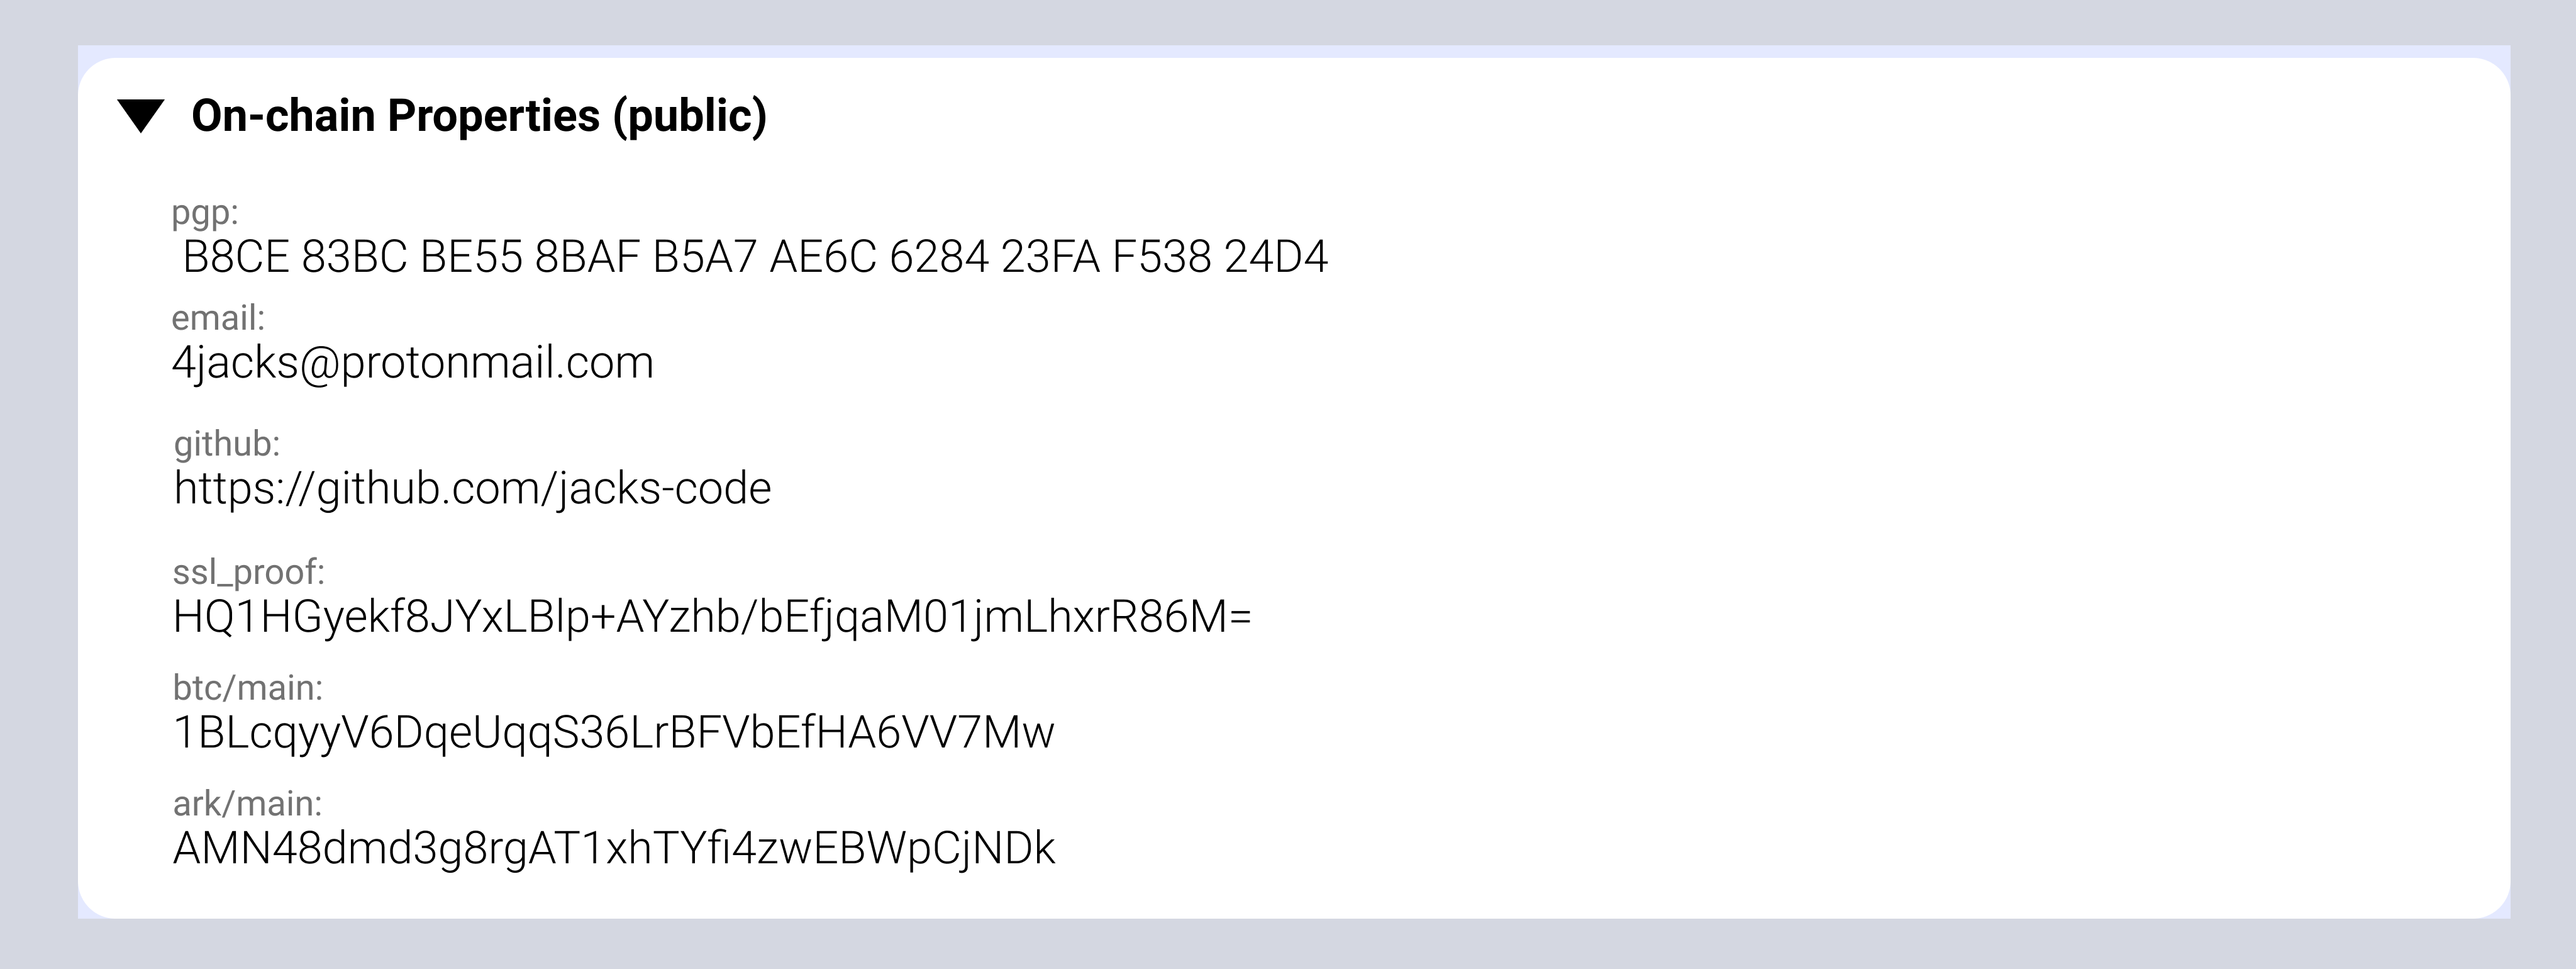 On-chain Properties (public)
pgp:
B8CE 83BC BE55 8BAF B5A7 AE6C 6284 23FA F538 24D4
email:
4jacks@protonmail.com
github:
https://github.com/jacks-code
ssl_proof:
HQ1HGyekf8JYxLBlp+AYzhb/bEfjqaM01jmLhxrR86M=
btc/main:
1BLcqyyV6DqeUqqS36LrBFVbEfHA6VV7Mw
ark/main:
AMN48dmd3g8rgAT1xhTYfi4zwEBWpCjNDk